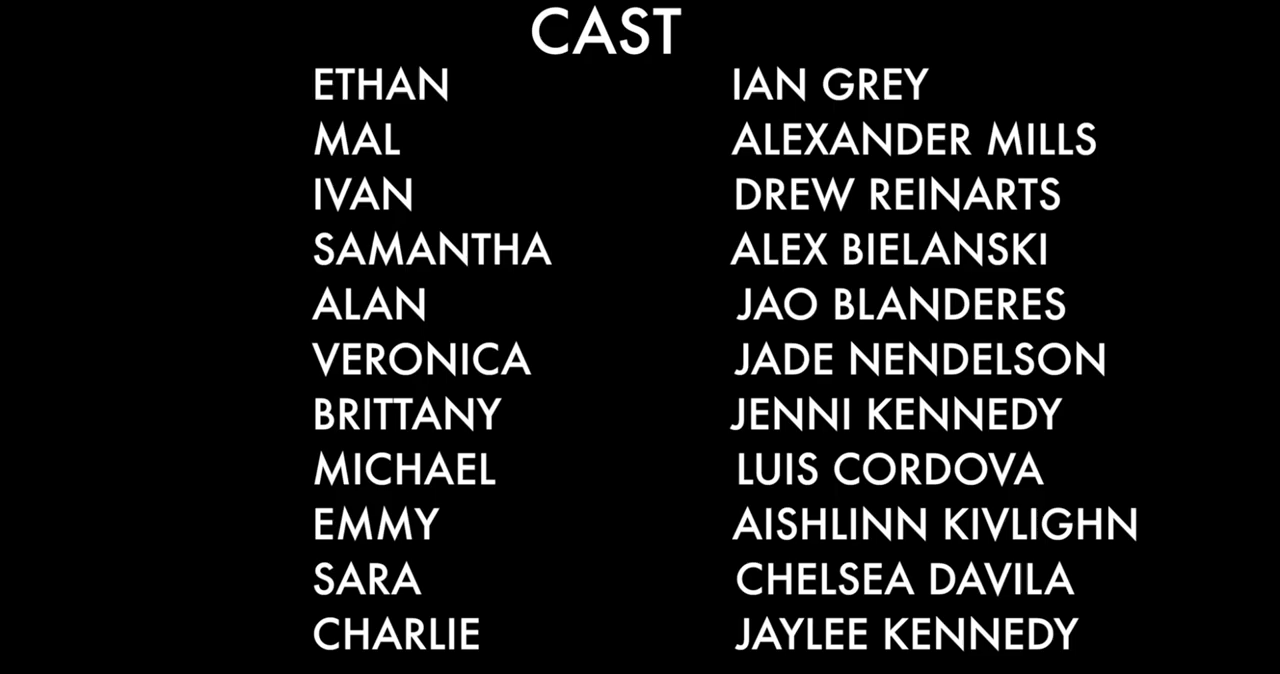 CAST
ETHAN IAN GREY
MAL ALEXANDER MILLS
IVAN DREW REINARTS
SAMANTHA ALEX BIELANSKI
ALAN JAO BLANDERES
VERONICA JADE NENDELSON
BRITTANY JENNI KENNEDY
MICHAEL LUIS CORDOVA
EMMY AISHLINN KIVLIGHN
SARA CHELSEA DAVILA
CHARLIE JAYLEE KENNEDY